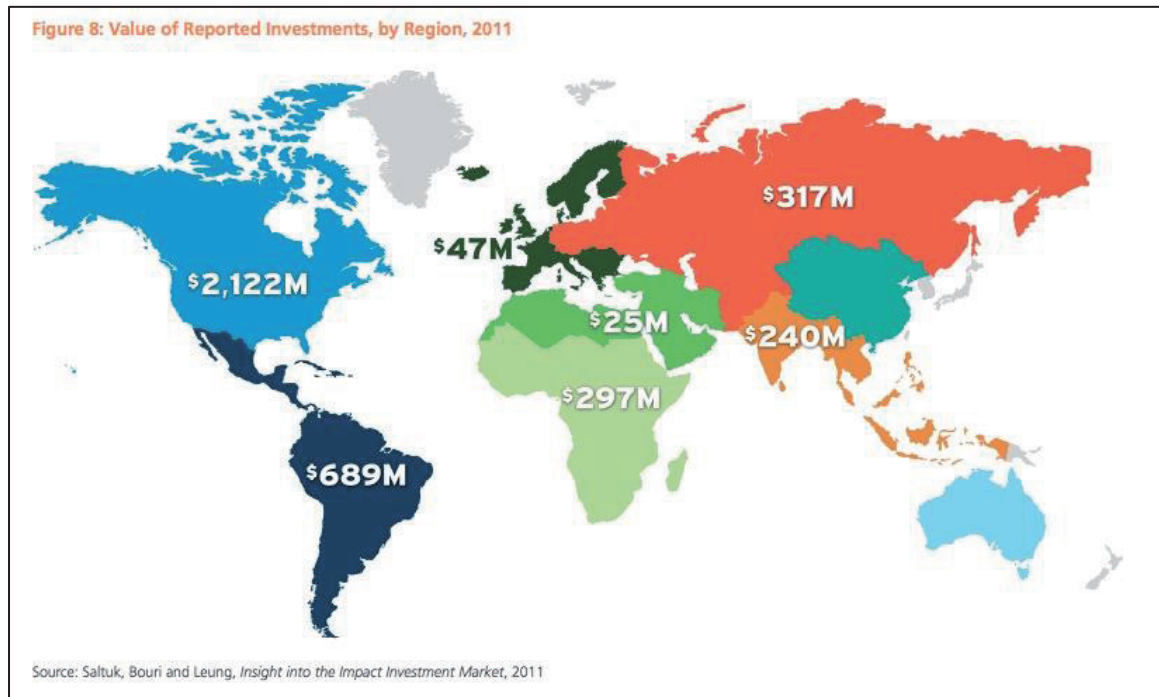 Figure 8: Value of Reported Investments, by Region, 2011
$317M
$47M
$2,122M
$25M
$240M
$297M
$689M
Source: Saltuk, Bouri and Leung, Insight into the Impact Investment Market, 2011